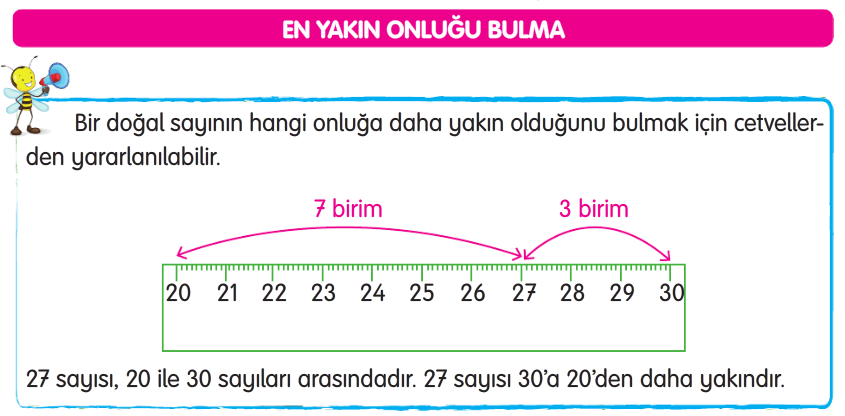 EN YAKIN ONLUĞU BULMA
Bir doğal sayının hangi onluğa daha yakın olduğunu bulmak için cetveller-
den yararlanılabilir.
7 birim 3 birim
20 21 22 23 24 25 26 27 28 29 30
27 sayısı, 20 ile 30 sayıları arasındadır. 27 sayısı 30’a 20’den daha yakındır.